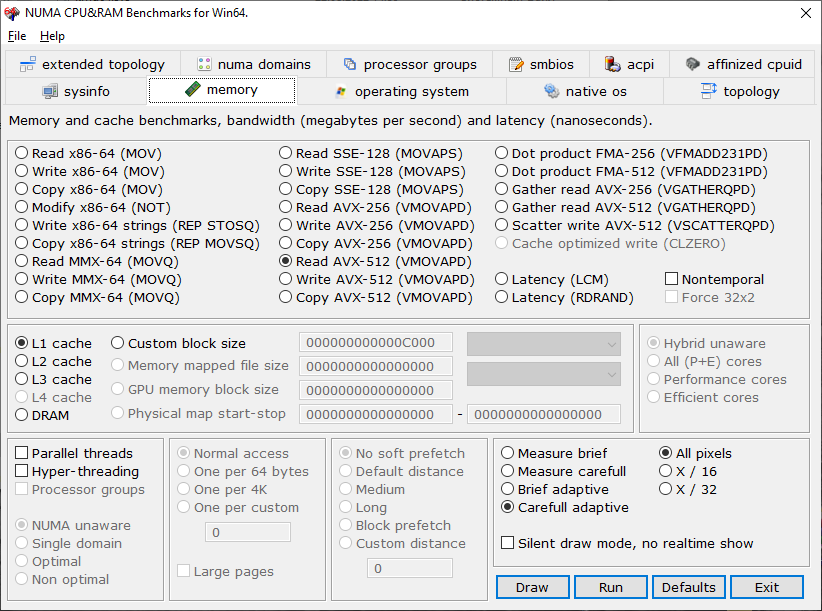 NUMA CPU&RAM Benchmarks for Win64.
File Help
extended topology numa domains processor groups smbios acpi affinized cpuid
sysinfo memory operating system native os topology
Memory and cache benchmarks, bandwidth (megabytes per second) and latency (nanoseconds).
Read x86-64 (MOV) Read SSE-128 (MOVAPS) Dot product FMA-256 (VFMADD231PD)
Write x86-64 (MOV) Write SSE-128 (MOVAPS) Dot product FMA-512 (VFMADD231PD)
Copy x86-64 (MOV) Copy SSE-128 (MOVAPS) Gather read AVX-256 (VGATHERQPD)
Modify x86-64 (NOT) Read AVX-256 (VMOVAPD) Gather read AVX-512 (VGATHERQPD)
Write x86-64 strings (REP STOSQ) Write AVX-256 (VMOVAPD) Scatter write AVX-512 (VSCATTERQPD)
Copy x86-64 strings (REP MOVSQ) Copy AVX-256 (VMOVAPD) Cache optimized write (CLZERO)
Read MMX-64 (MOVQ) Read AVX-512 (VMOVAPD)
Write MMX-64 (MOVQ) Write AVX-512 (VMOVAPD) Latency (LCM) Nontemporal
Copy MMX-64 (MOVQ) Copy AVX-512 (VMOVAPD) Latency (RDRAND) Force 32x2
L1 cache Custom block size 000000000000C000 Hybrid unaware
L2 cache Memory mapped file size 0000000000000000 All (P+E) cores
L3 cache GPU memory block size 0000000000000000 Performance cores
L4 cache Physical map start-stop 0000000000000000 - 0000000000000000 Efficient cores
DRAM
Parallel threads Normal access No soft prefetch Measure brief All pixels
Hyper-threading One per 64 bytes Default distance Measure carefull X / 16
Processor groups One per 4K Medium Brief adaptive X / 32
One per custom Long Carefull adaptive
NUMA unaware 0 Block prefetch
Single domain Custom distance Silent draw mode, no realtime show
Optimal 0
Non optimal Large pages
Draw Run Defaults Exit